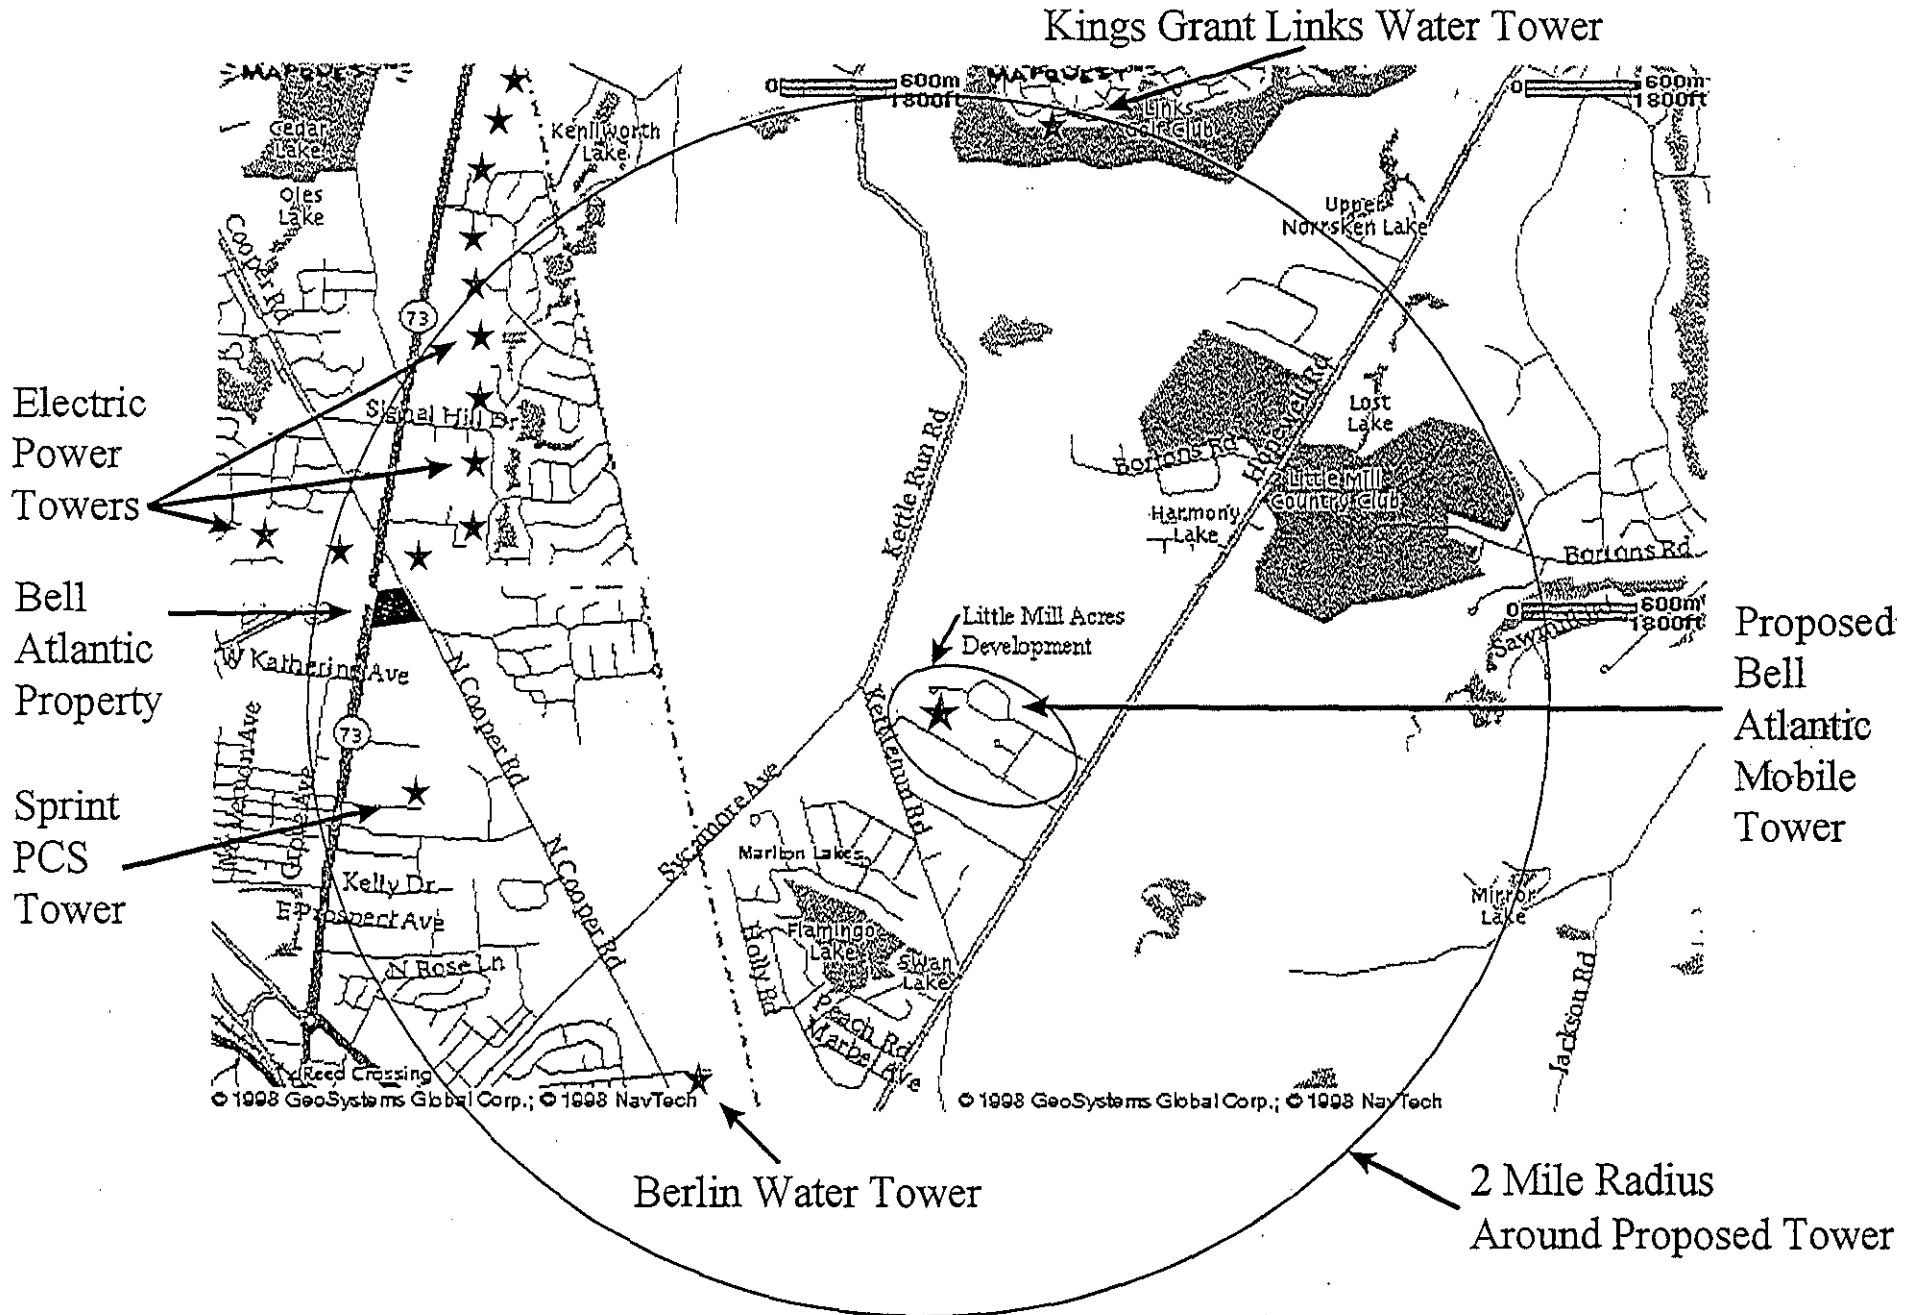 Kings Grant Links Water Tower
MAPQUEST
0 600m
1800ft
MAPQUEST
0 600m
1800ft
Cedar
Lake
Kenilworth
Lake
Links
Golf Club
Oles
Lake
Cooper Rd
Upper
Norrsken Lake
73
Electric
Power
Towers
Signal Hill Dr
Kettle Run Rd
Hopewell Rd
Lost
Lake
Bortons Rd
Little Mill
Country Club
Harmony
Lake
Bortons Rd
Bell
Atlantic
Property
0 600m
1800ft
Little Mill Acres
Development
Proposed
Bell
Atlantic
Mobile
Tower
W Katherine Ave
N Cooper Rd
73
Sprint
PCS
Tower
Sycamore Ave
Marlton Lakes
Kelly Dr
E Prospect Ave
N Cooper Rd
Mirror
Lake
Flamingo
Lake
Holly Rd
Swan
Lake
N Rose Ln
Peach Rd
Jackson Rd
Reed Crossing
© 1998 GeoSystems Global Corp.; © 1998 NavTech
© 1998 GeoSystems Global Corp.; © 1998 NavTech
Berlin Water Tower
2 Mile Radius
Around Proposed Tower